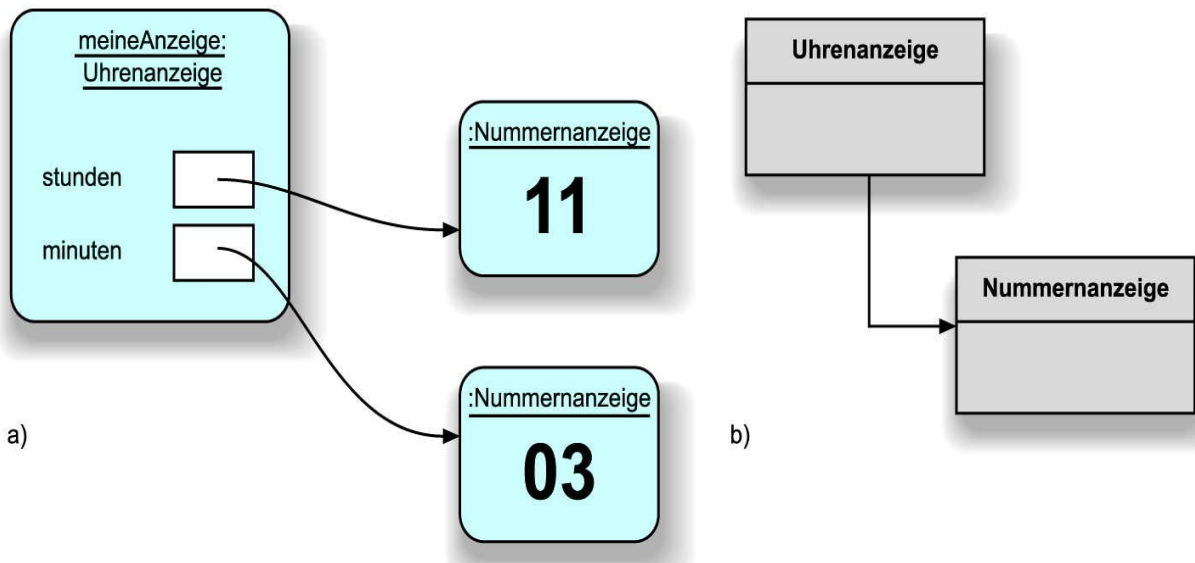 meineAnzeige:
Uhrenanzeige
stunden
minuten
:Nummernanzeige
11
:Nummernanzeige
03
a)
Uhrenanzeige
Nummernanzeige
b)